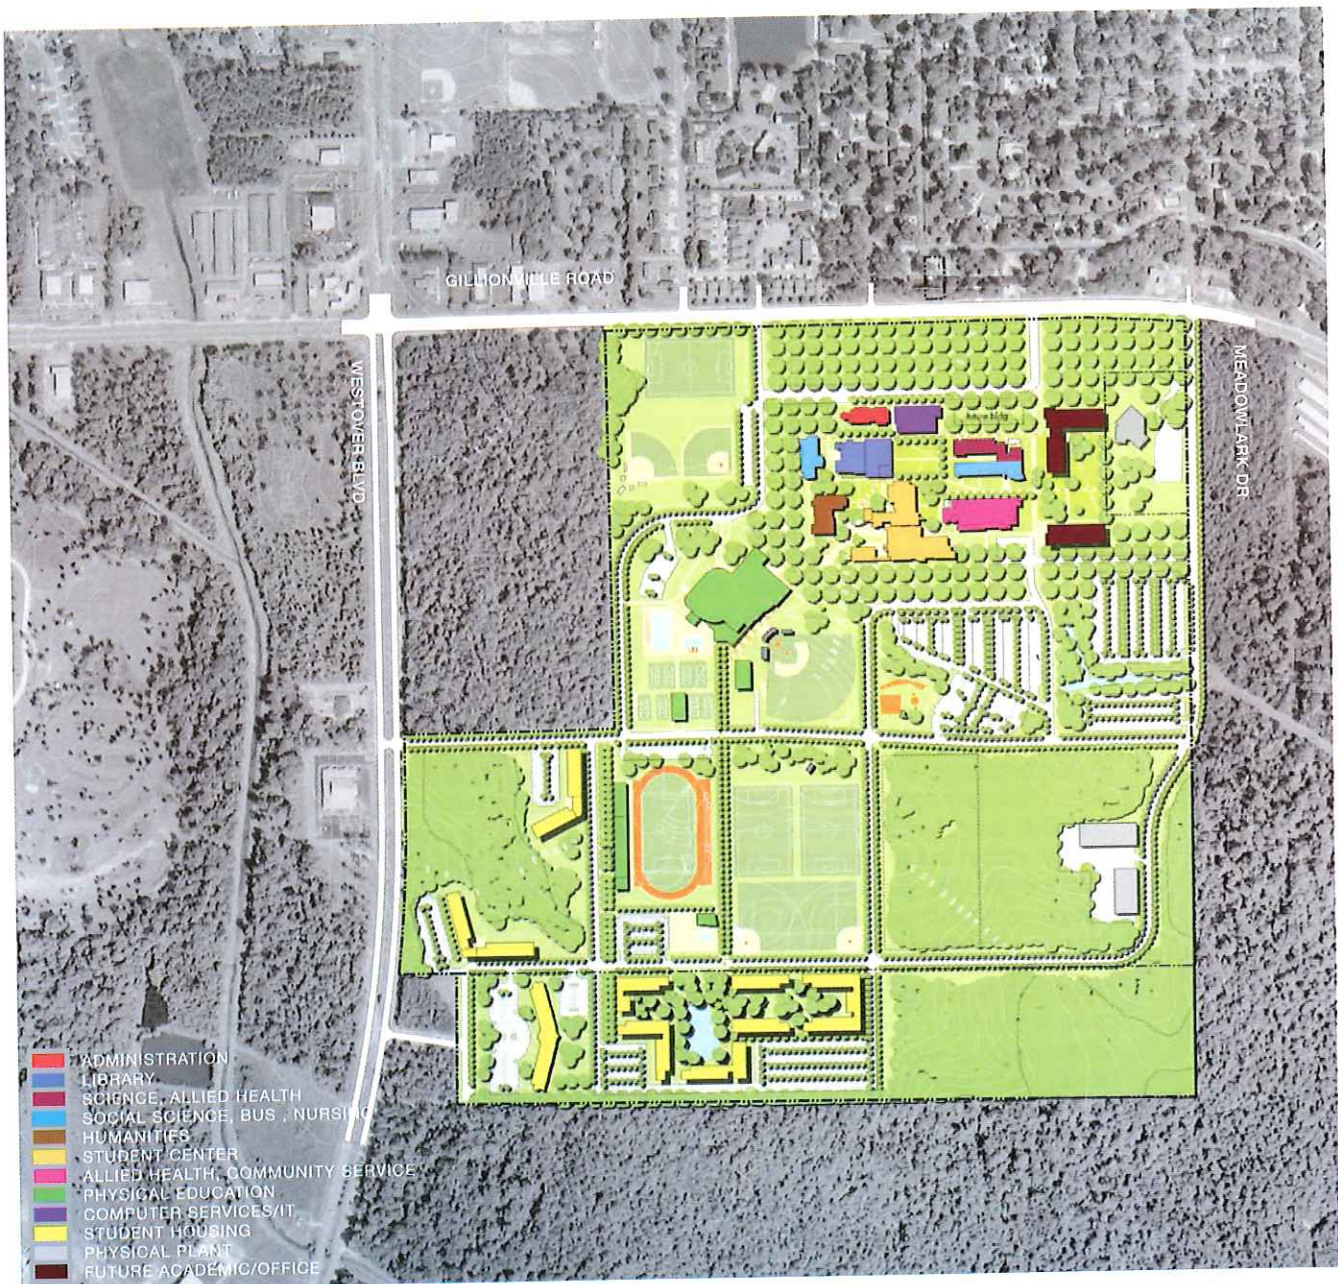 GILLIONVILLE ROAD
WESTOVER BLVD
MEADOWLARK DR
ADMINISTRATION
LIBRARY
SCIENCE, ALLIED HEALTH
SOCIAL SCIENCE, BUS , NURSING
HUMANITIES
STUDENT CENTER
ALLIED HEALTH, COMMUNITY SERVICE
PHYSICAL EDUCATION
COMPUTER SERVICES/IT
STUDENT HOUSING
PHYSICAL PLANT
FUTURE ACADEMIC/OFFICE